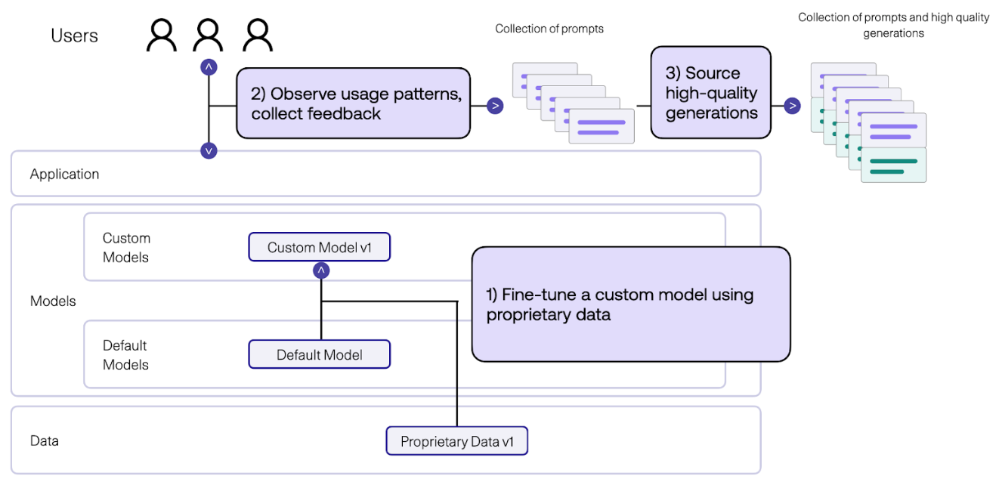 Users
Collection of prompts
Collection of prompts and high quality
generations
2) Observe usage patterns,
collect feedback
3) Source
high-quality
generations
Application
Custom
Models
Custom Model v1
Models
1) Fine-tune a custom model using
proprietary data
Default
Models
Default Model
Data
Proprietary Data v1